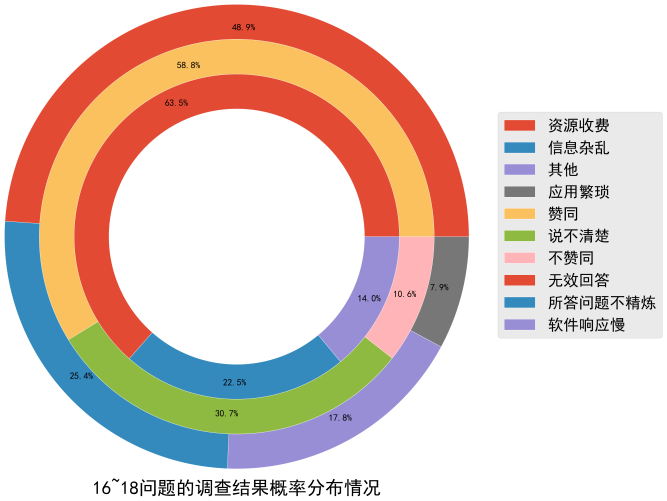 48.9%
58.8%
63.5%
资源收费
信息杂乱
其他
应用繁琐
赞同
说不清楚
不赞同
无效回答
所答问题不精炼
软件响应慢
7.9%
10.6%
14.0%
25.4%
22.5%
30.7%
17.8%
16~18问题的调查结果概率分布情况